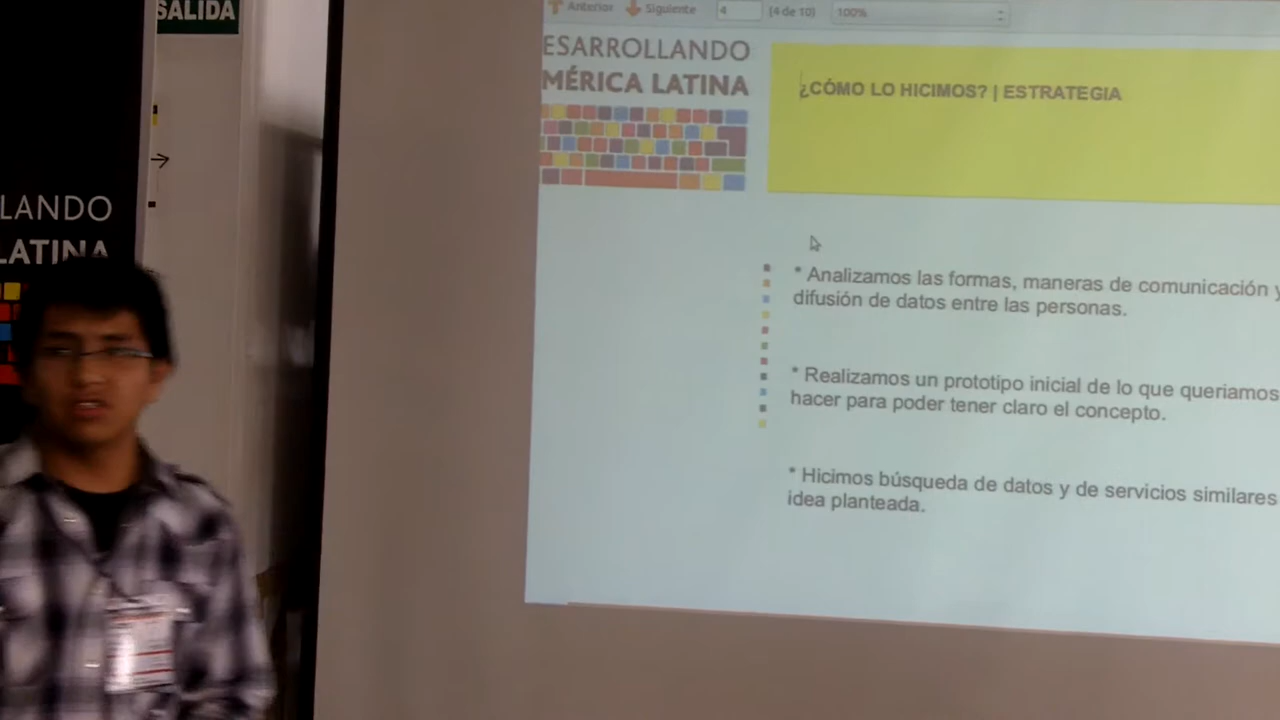 SALIDA
LANDO
LATINA
Anterior
Siguiente
4
(4 de 10)
100%
ESARROLLANDO
MÉRICA LATINA
¿CÓMO LO HICIMOS? | ESTRATEGIA
* Analizamos las formas, maneras de comunicación y
difusión de datos entre las personas.
* Realizamos un prototipo inicial de lo que queriamos
hacer para poder tener claro el concepto.
* Hicimos búsqueda de datos y de servicios similares
idea planteada.